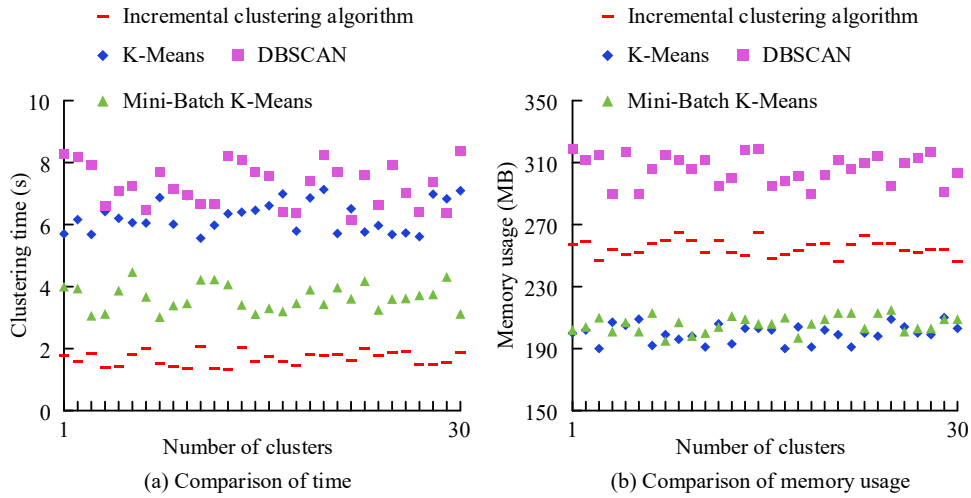 Incremental clustering algorithm
K-Means
DBSCAN
Mini-Batch K-Means
10
8
6
4
2
0
Clustering time (s)
1
30
Number of clusters
(a) Comparison of time
Incremental clustering algorithm
K-Means
DBSCAN
Mini-Batch K-Means
350
310
270
230
190
150
Memory usage (MB)
1
30
Number of clusters
(b) Comparison of memory usage